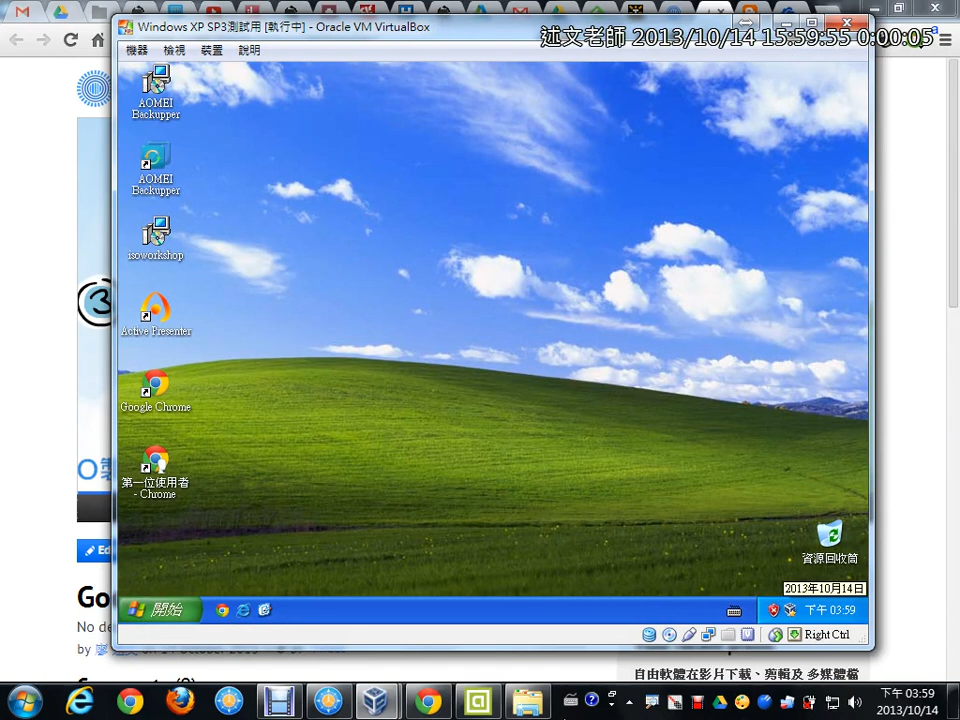 Windows XP SP3測試用 [執行中] - Oracle VM VirtualBox
述文老師 2013/10/14 15:59:55 0:00:05
機器 檢視 裝置 說明
AOMEI
Backupper
AOMEI
Backupper
isoworkshop
Active Presenter
Google Chrome
第一位使用者
- Chrome
資源回收筒
2013年10月14日
開始
下午 03:59
Right Ctrl
Ed
Go
No de
by
自由軟體在影片下載、剪輯及 多媒體檔
下午 03:59
2013/10/14